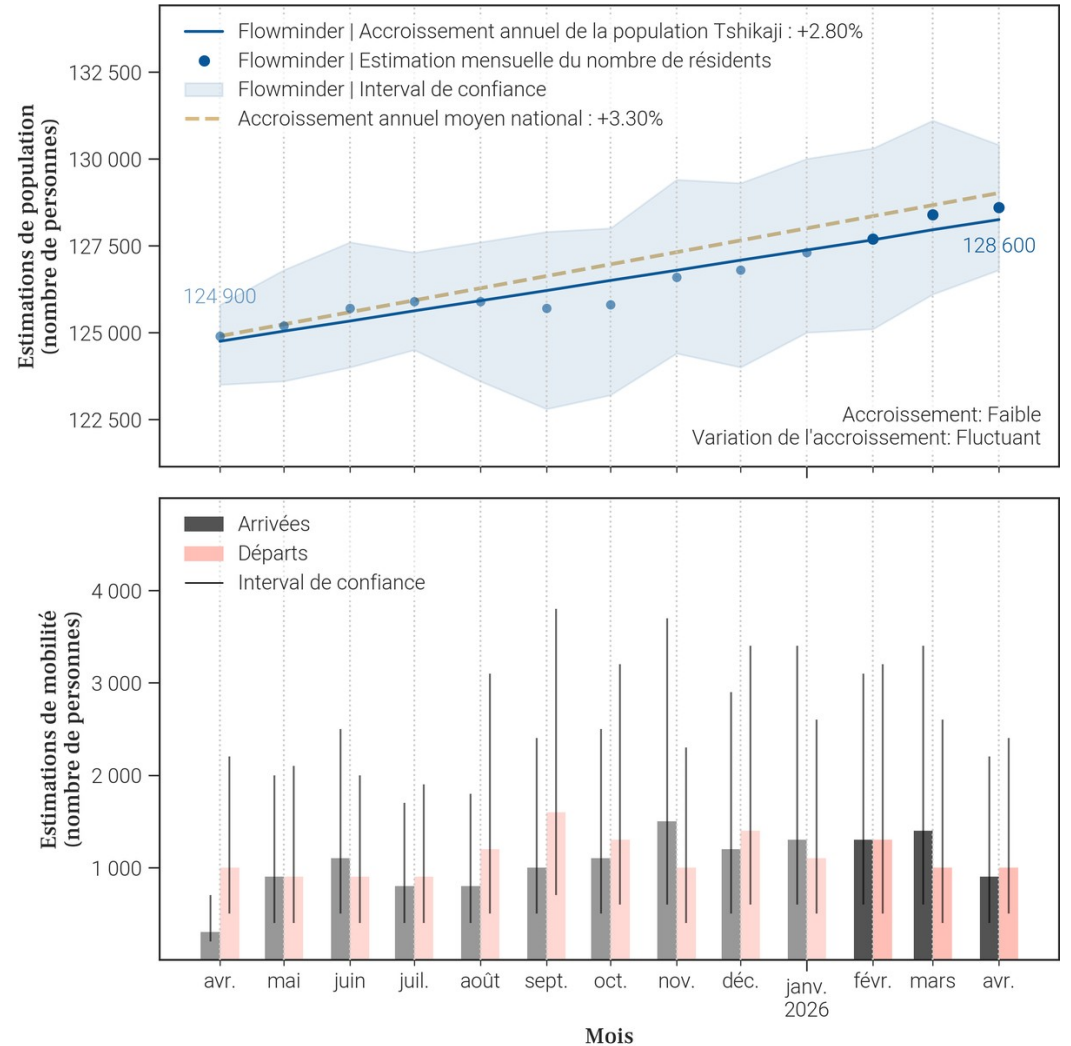 Flowminder | Accroissement annuel de la population Tshikaji : +2.80%
Flowminder | Estimation mensuelle du nombre de résidents
Flowminder | Interval de confiance
Accroissement annuel moyen national : +3.30%
Estimations de population
(nombre de personnes)
132 500
130 000
127 500
125 000
122 500
124 900
128 600
Accroissement: Faible
Variation de l'accroissement: Fluctuant
Arrivées
Départs
Interval de confiance
Estimations de mobilité
(nombre de personnes)
4 000
3 000
2 000
1 000
avr. mai juin juil. août sept. oct. nov. déc. janv. févr. mars avr.
2026
Mois